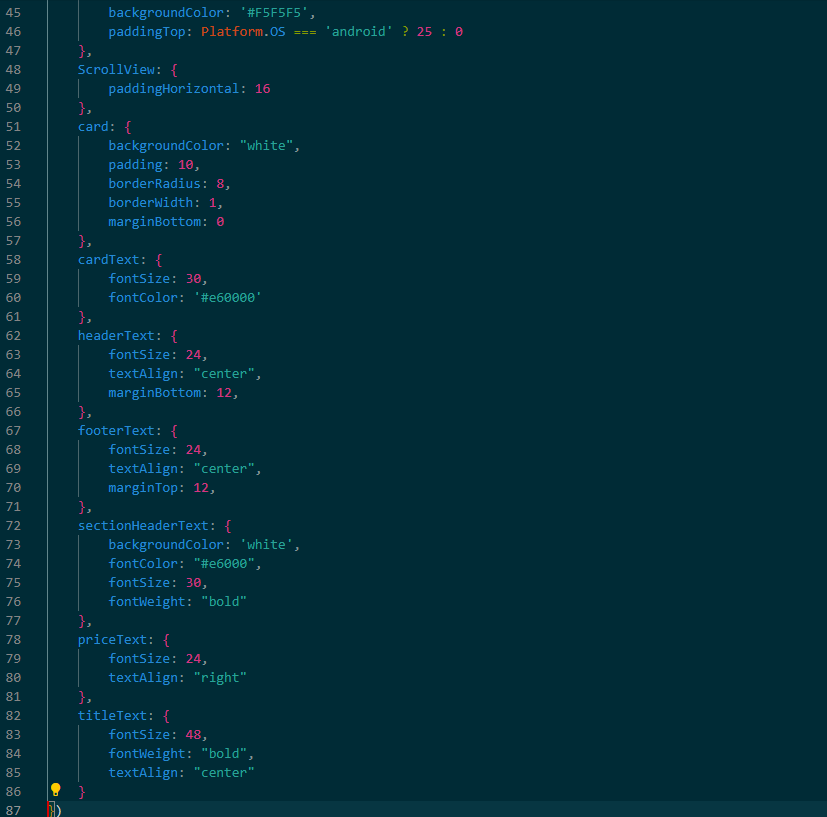 45 backgroundColor: '#F5F5F5',
46 paddingTop: Platform.OS === 'android' ? 25 : 0
47 },
48 ScrollView: {
49 paddingHorizontal: 16
50 },
51 card: {
52 backgroundColor: "white",
53 padding: 10,
54 borderRadius: 8,
55 borderWidth: 1,
56 marginBottom: 0
57 },
58 cardText: {
59 fontSize: 30,
60 fontColor: '#e60000'
61 },
62 headerText: {
63 fontSize: 24,
64 textAlign: "center",
65 marginBottom: 12,
66 },
67 footerText: {
68 fontSize: 24,
69 textAlign: "center",
70 marginTop: 12,
71 },
72 sectionHeaderText: {
73 backgroundColor: 'white',
74 fontColor: "#e6000",
75 fontSize: 30,
76 fontWeight: "bold"
77 },
78 priceText: {
79 fontSize: 24,
80 textAlign: "right"
81 },
82 titleText: {
83 fontSize: 48,
84 fontWeight: "bold",
85 textAlign: "center"
86 }
87 })